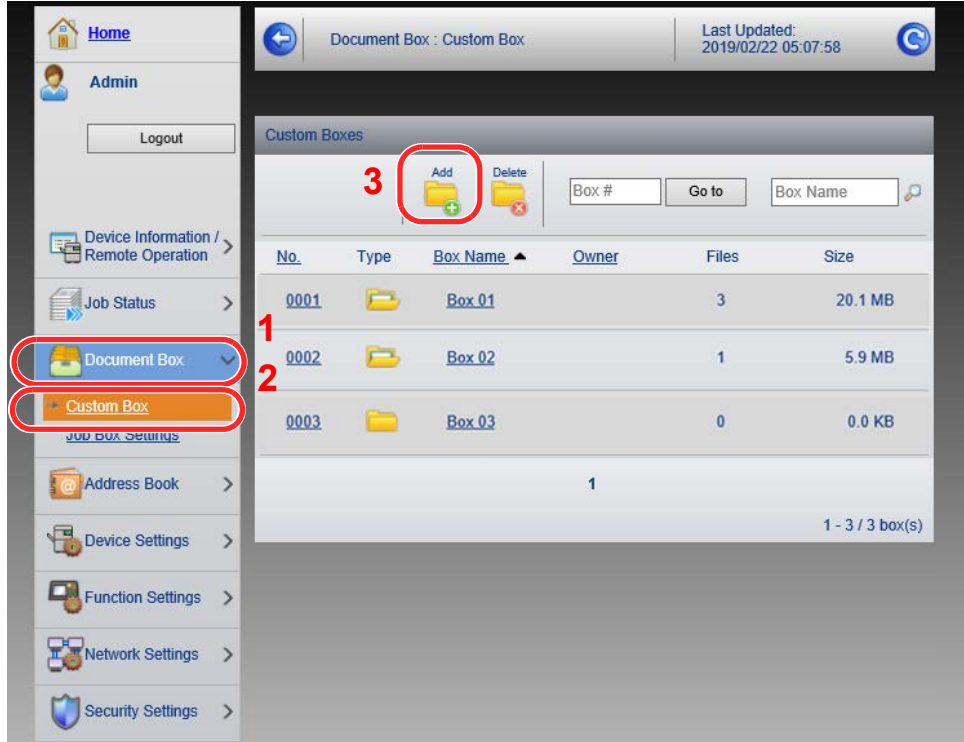 Home
Admin
Logout
Device Information /
Remote Operation
Job Status
1
Document Box
2
Custom Box
Job Box Settings
Address Book
Device Settings
Function Settings
Network Settings
Security Settings
Document Box : Custom Box
Last Updated:
2019/02/22 05:07:58
Custom Boxes
3 Add Delete Box # Go to Box Name
No. Type Box Name Owner Files Size
0001 Box 01 3 20.1 MB
0002 Box 02 1 5.9 MB
0003 Box 03 0 0.0 KB
1
1 - 3 / 3 box(s)